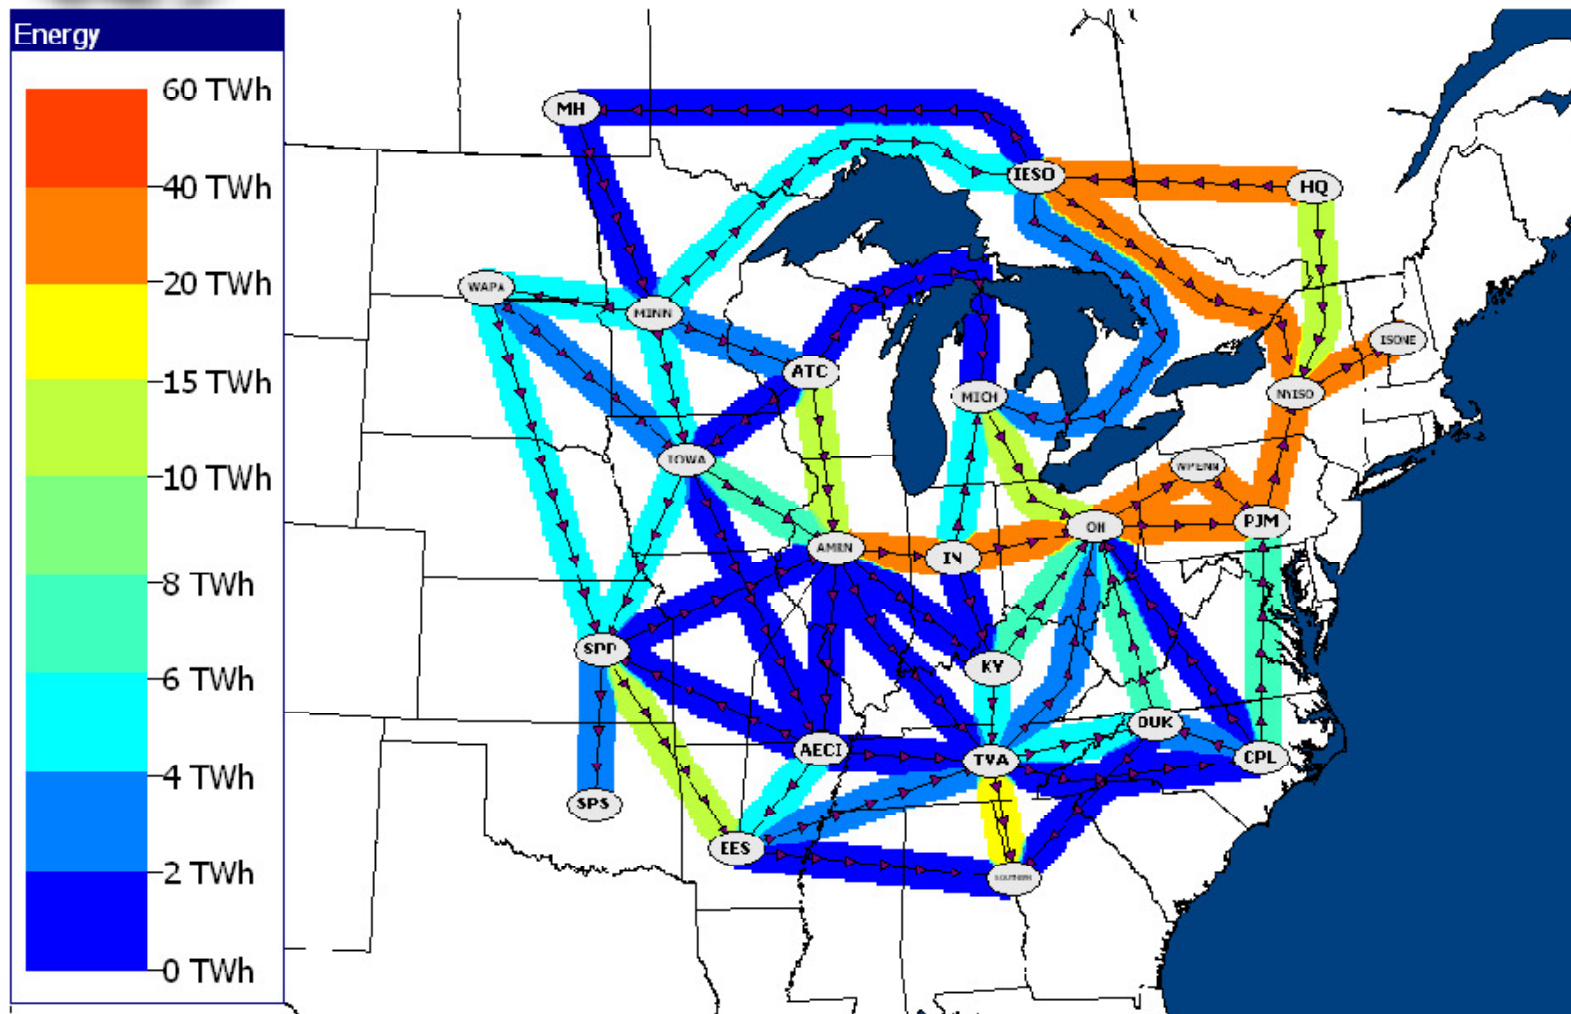 Energy
60 TWh
40 TWh
20 TWh
15 TWh
10 TWh
8 TWh
6 TWh
4 TWh
2 TWh
0 TWh
MH
IESO
HQ
WAPA
MINN
ISONE
ATC
MICH
NYISO
IOWA
WPENN
OH
PJM
AMRN
IN
SPP
KY
DUK
AECI
TVA
CPL
SPS
EES
SOUTHERN